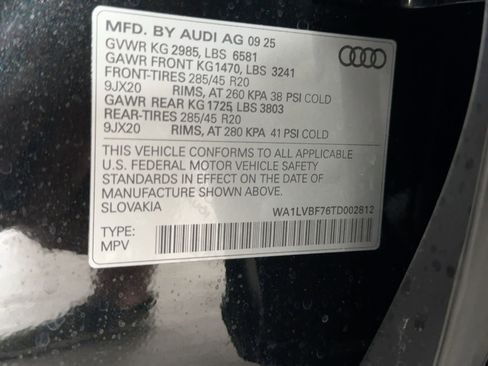 MFD. BY AUDI AG 09 25
GVWR KG 2985, LBS 6581
GAWR FRONT KG1470, LBS 3241
FRONT-TIRES 285/45 R20
9JX20 RIMS, AT 260 KPA 38 PSI COLD
GAWR REAR KG1725, LBS 3803
REAR-TIRES 285/45 R20
9JX20 RIMS, AT 280 KPA 41 PSI COLD
THIS VEHICLE CONFORMS TO ALL APPLICABLE
U.S. FEDERAL MOTOR VEHICLE SAFETY
STANDARDS IN EFFECT ON THE DATE OF
MANUFACTURE SHOWN ABOVE.
SLOVAKIA WA1LVBF76TD002812
TYPE:
MPV